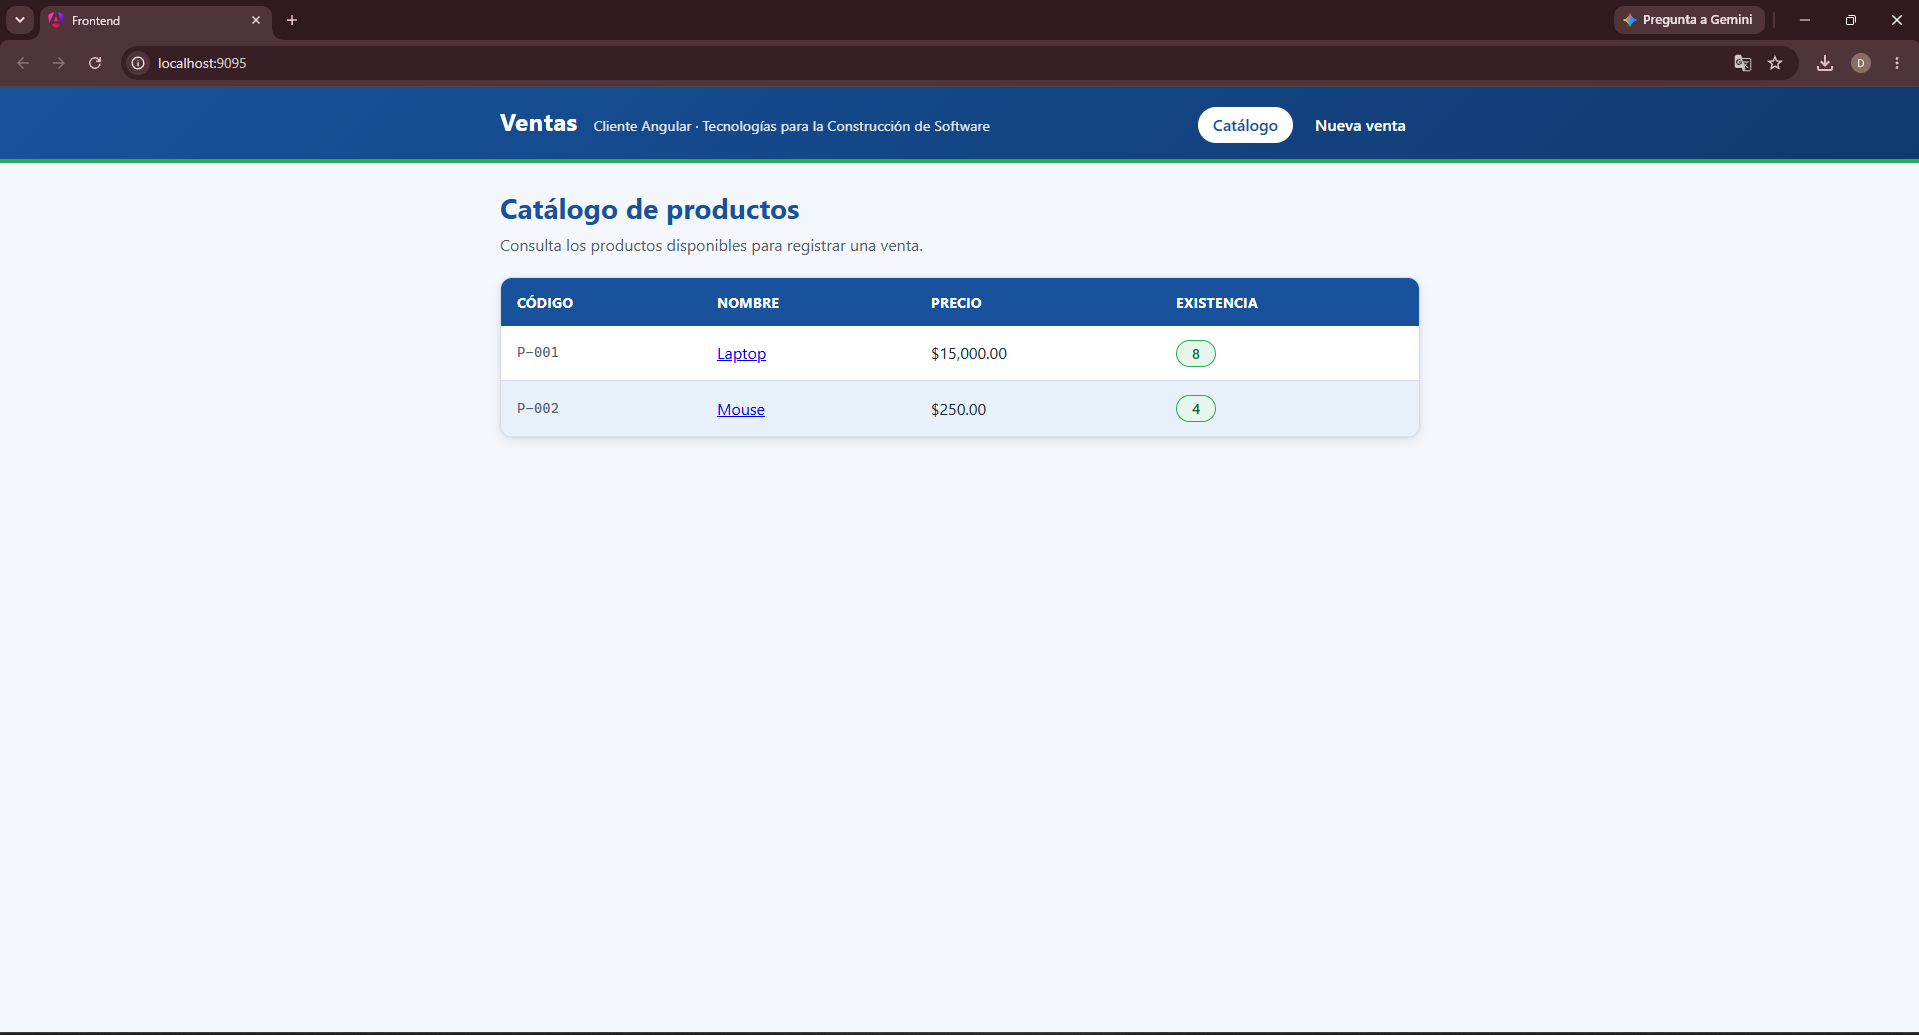 Frontend
Pregunta a Gemini
localhost:9095
D
Ventas Cliente Angular · Tecnologías para la Construcción de Software Catálogo Nueva venta
Catálogo de productos
Consulta los productos disponibles para registrar una venta.
CÓDIGO NOMBRE PRECIO EXISTENCIA
P-001 Laptop $15,000.00 8
P-002 Mouse $250.00 4